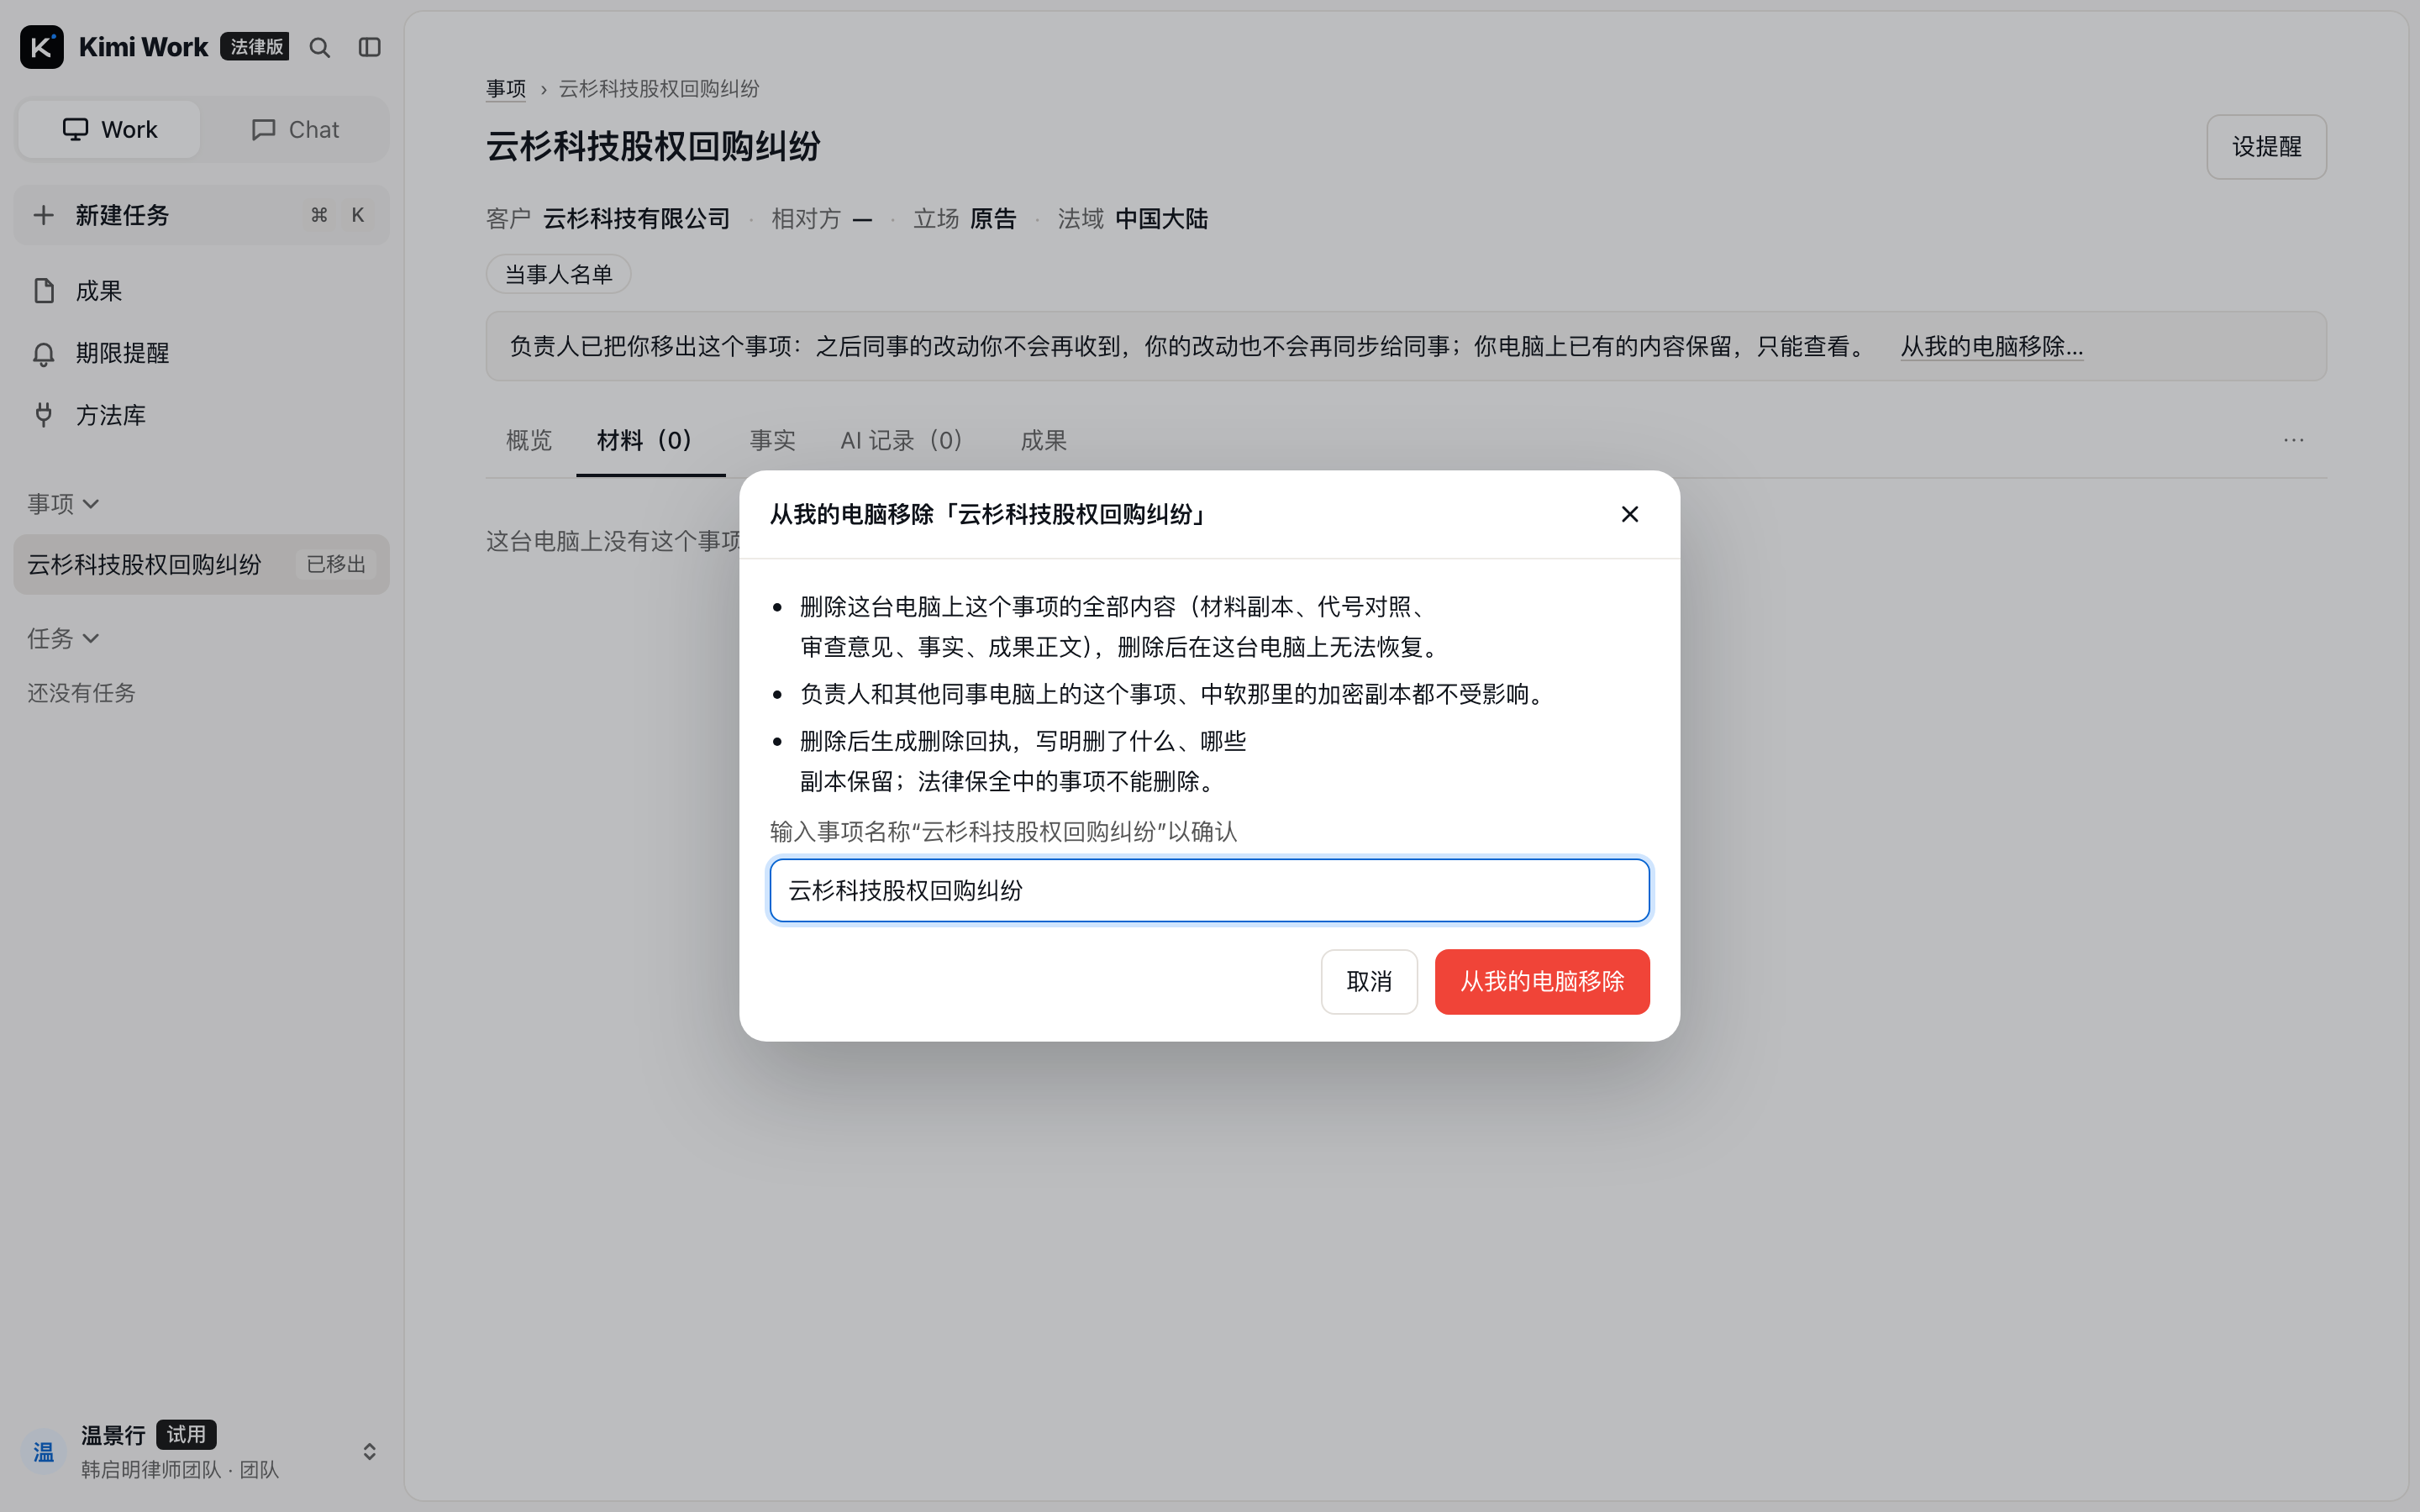 Kimi Work 法律版
Work
Chat
新建任务 ⌘ K
成果
期限提醒
方法库
事项
云杉科技股权回购纠纷 已移出
任务
还没有任务
温 温景行 试用
韩启明律师团队 · 团队
事项 › 云杉科技股权回购纠纷
云杉科技股权回购纠纷
设提醒
客户 云杉科技有限公司 · 相对方 — · 立场 原告 · 法域 中国大陆
当事人名单
负责人已把你移出这个事项：之后同事的改动你不会再收到，你的改动也不会再同步给同事；你电脑上已有的内容保留，只能查看。 从我的电脑移除...
概览 材料（0） 事实 AI 记录（0） 成果 ···
这台电脑上没有这个事项
从我的电脑移除「云杉科技股权回购纠纷」
• 删除这台电脑上这个事项的全部内容（材料副本、代号对照、
审查意见、事实、成果正文），删除后在这台电脑上无法恢复。
• 负责人和其他同事电脑上的这个事项、中软那里的加密副本都不受影响。
• 删除后生成删除回执，写明删了什么、哪些
副本保留；法律保全中的事项不能删除。
输入事项名称“云杉科技股权回购纠纷”以确认
云杉科技股权回购纠纷
取消
从我的电脑移除